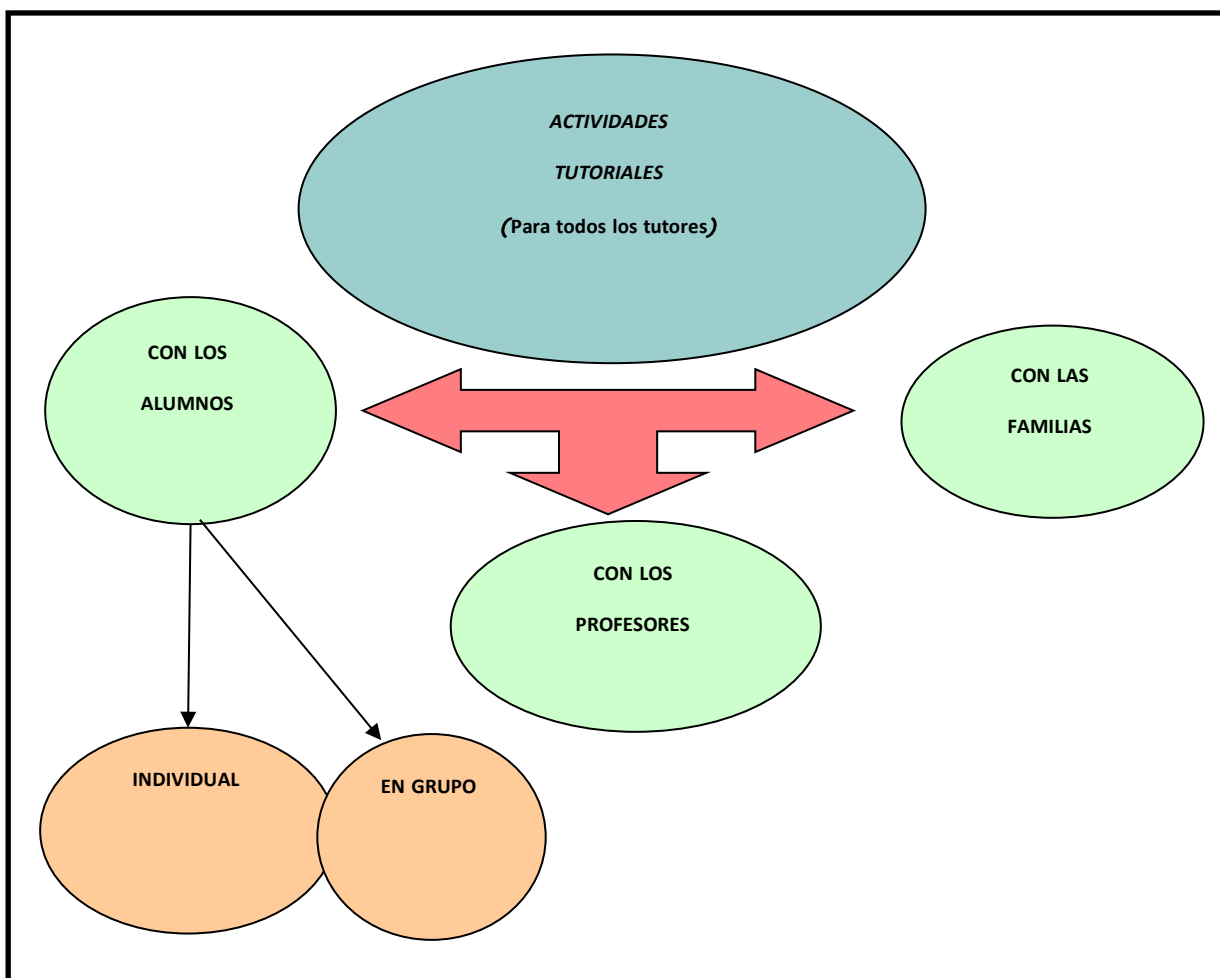 ACTIVIDADES
TUTORIALES
(Para todos los tutores)
CON LOS
ALUMNOS
CON LAS
FAMILIAS
CON LOS
PROFESORES
INDIVIDUAL
EN GRUPO